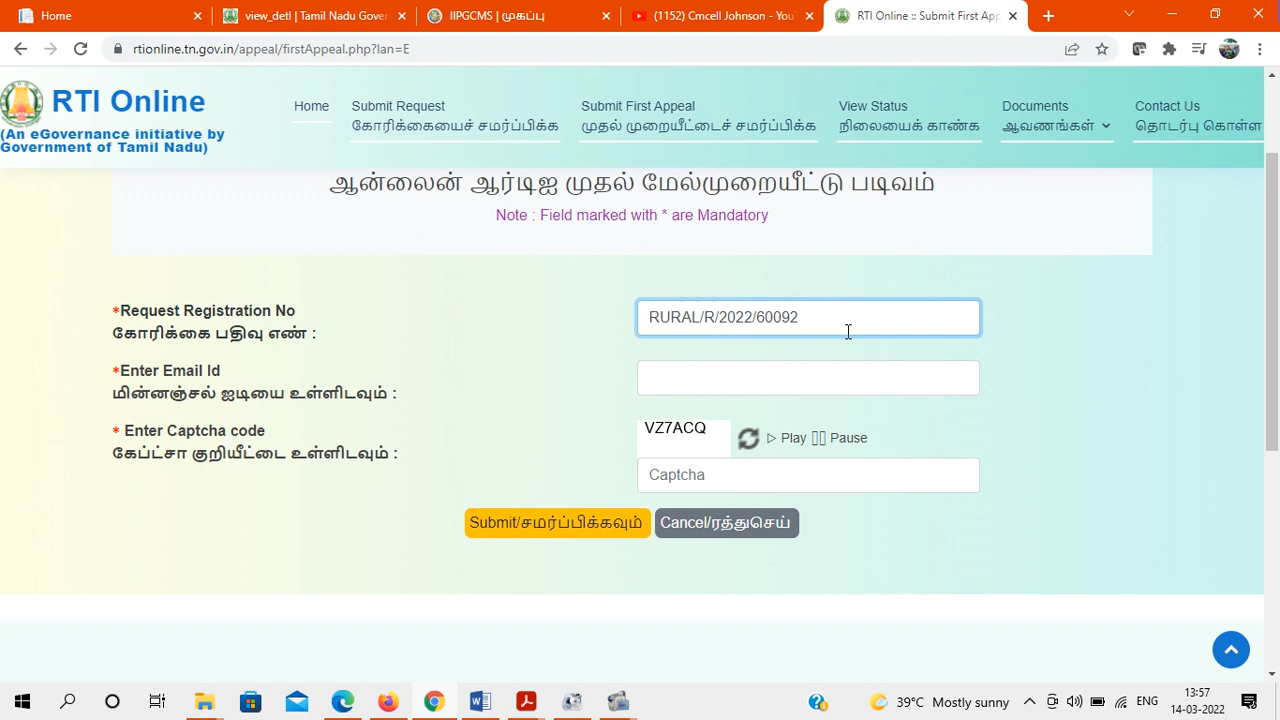 Home
view_detl | Tamil Nadu Gover
IIPGCMS | முகப்பு
(1152) Cmcell Johnson - You
RTI Online :: Submit First App
rtionline.tn.gov.in/appeal/firstAppeal.php?lan=E
RTI Online
(An eGovernance initiative by
Government of Tamil Nadu)
Home
Submit Request
கோரிக்கையைச் சமர்ப்பிக்க
Submit First Appeal
முதல் முறையீட்டைச் சமர்ப்பிக்க
View Status
நிலையைக் காண்க
Documents
ஆவணங்கள்
Contact Us
தொடர்பு கொள்ள
ஆன்லைன் ஆர்டிஐ முதல் மேல்முறையீட்டு படிவம்
Note : Field marked with * are Mandatory
*Request Registration No
கோரிக்கை பதிவு எண் :
RURAL/R/2022/60092
*Enter Email Id
மின்னஞ்சல் ஐடியை உள்ளிடவும் :
* Enter Captcha code
கேப்ட்சா குறியீட்டை உள்ளிடவும் :
VZ7ACQ
Play
Pause
Captcha
Submit/சமர்ப்பிக்கவும்
Cancel/ரத்துசெய்
39°C Mostly sunny
ENG
13:57
14-03-2022